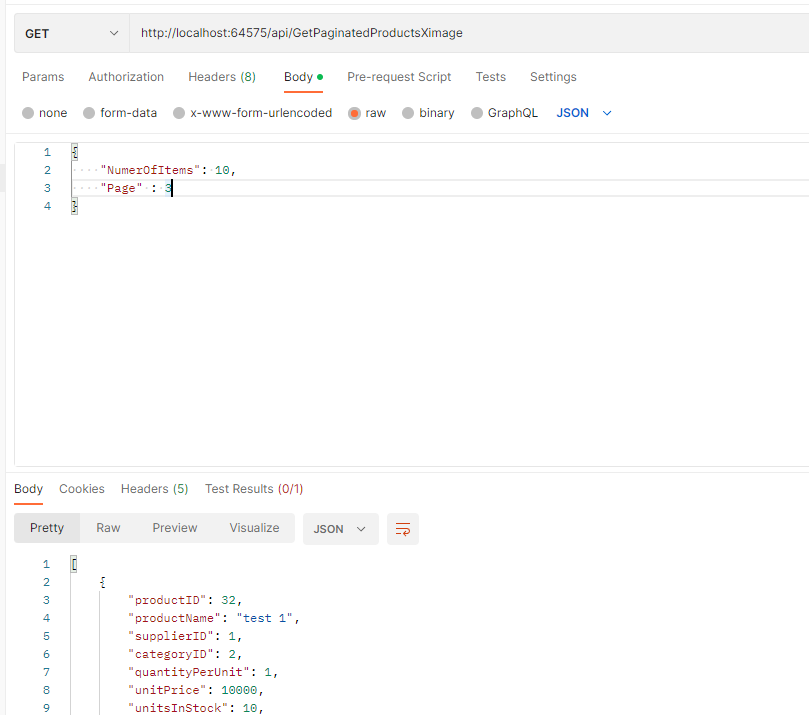 GET http://localhost:64575/api/GetPaginatedProductsXimage
Params Authorization Headers (8) Body Pre-request Script Tests Settings
none form-data x-www-form-urlencoded raw binary GraphQL JSON
1 {
2 "NumerOfItems": 10,
3 "Page" : 3
4 }
Body Cookies Headers (5) Test Results (0/1)
Pretty Raw Preview Visualize JSON
1 [
2 {
3 "productID": 32,
4 "productName": "test 1",
5 "supplierID": 1,
6 "categoryID": 2,
7 "quantityPerUnit": 1,
8 "unitPrice": 10000,
9 "unitsInStock": 10,